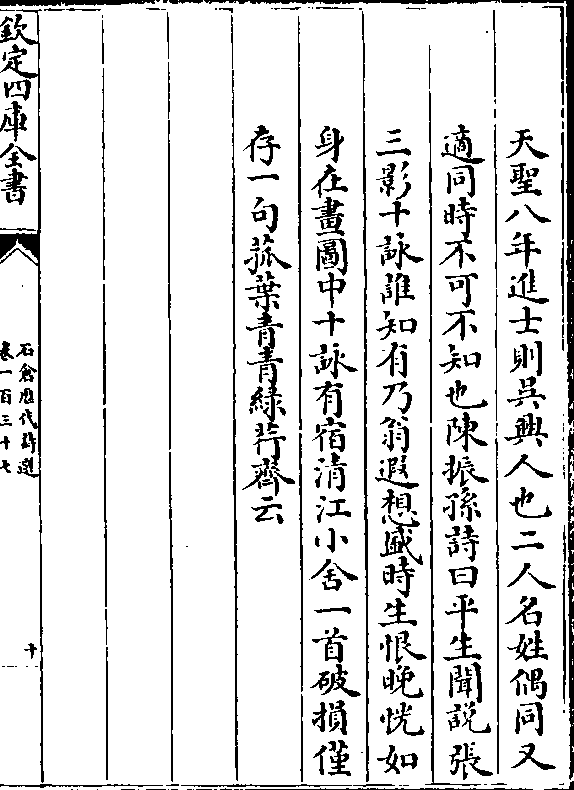 天聖八年進士則吳興人也二人名姓偶同又
適同時不可不知也陳振孫詩曰平生聞說張
三影十詠誰知有乃翁遐想盛時生恨晚恍如
身在畫圖中十詠有宿清江小舍一首破損僅
存一句菰葉青青綠荇齊云
欽定四庫全書
石倉歷代詩選
卷一百三十七
十